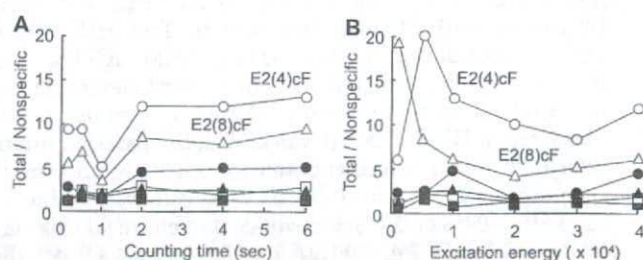 A
B
20
15
10
5
0
Total / Nonspecific
E2(4)cF
E2(8)cF
0 1 2 3 4 5 6
Counting time (sec)
20
15
10
5
0
Total / Nonspecific
E2(4)cF
E2(8)cF
0 1 2 3 4
Excitation energy ( x 10⁴)